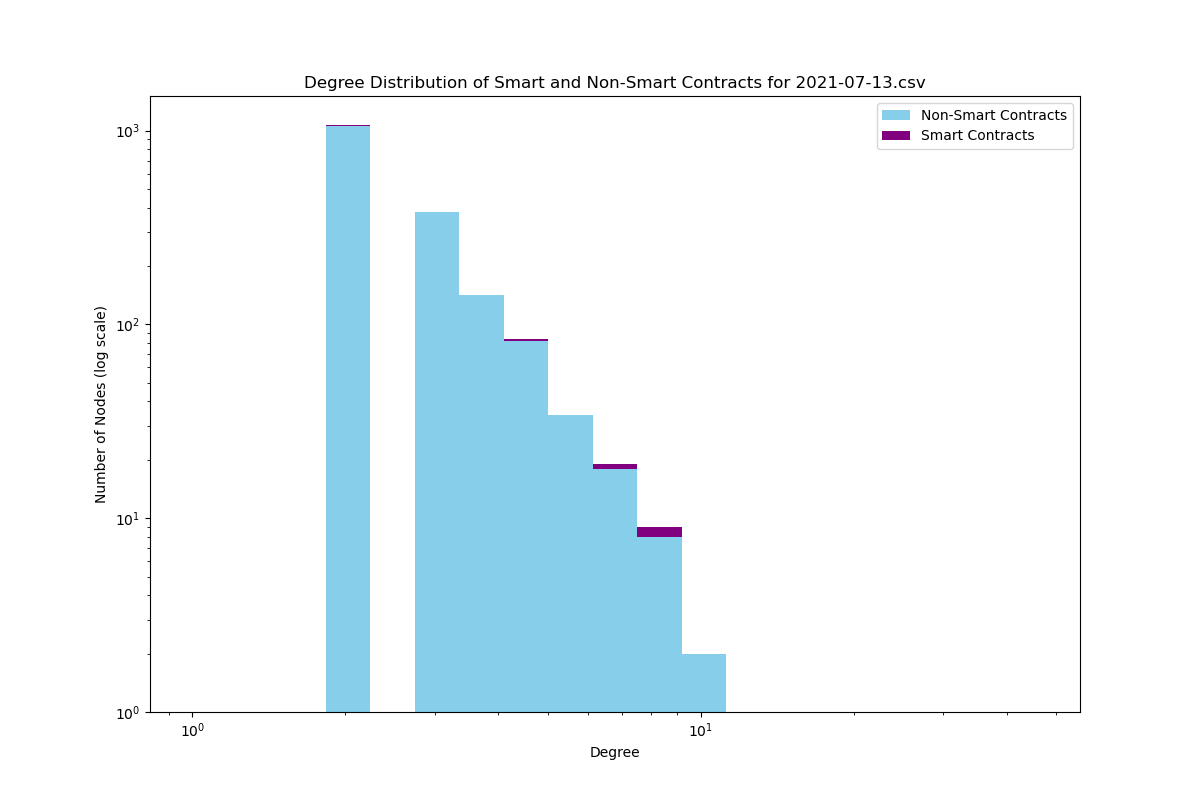 Degree Distribution of Smart and Non-Smart Contracts for 2021-07-13.csv
Non-Smart Contracts
Smart Contracts
Number of Nodes (log scale)
10³
10²
10¹
10⁰
10⁰ 10¹
Degree